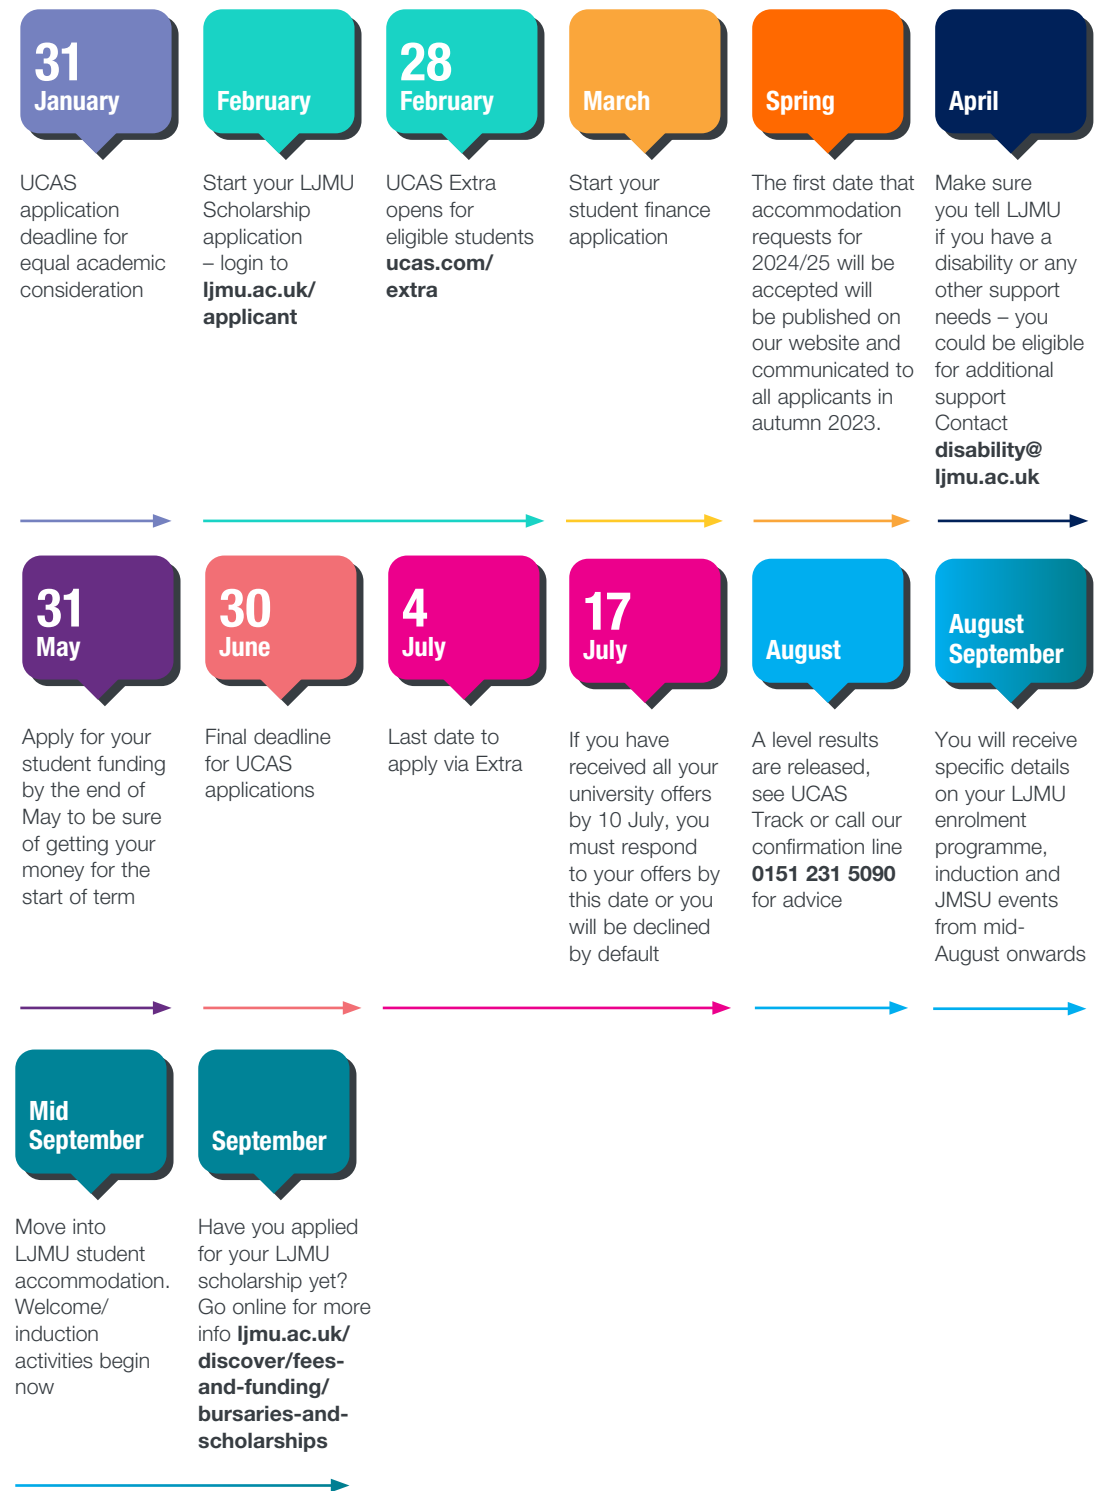 31
January
UCAS
application
deadline for
equal academic
consideration
February
Start your LJMU
Scholarship
application
– login to
ljmu.ac.uk/
applicant
28
February
UCAS Extra
opens for
eligible students
ucas.com/
extra
March
Start your
student finance
application
Spring
The first date that
accommodation
requests for
2024/25 will be
accepted will
be published on
our website and
communicated to
all applicants in
autumn 2023.
April
Make sure
you tell LJMU
if you have a
disability or any
other support
needs – you
could be eligible
for additional
support
Contact
disability@
ljmu.ac.uk
31
May
Apply for your
student funding
by the end of
May to be sure
of getting your
money for the
start of term
30
June
Final deadline
for UCAS
applications
4
July
Last date to
apply via Extra
17
July
If you have
received all your
university offers
by 10 July, you
must respond
to your offers by
this date or you
will be declined
by default
August
A level results
are released,
see UCAS
Track or call our
confirmation line
0151 231 5090
for advice
August
September
You will receive
specific details
on your LJMU
enrolment
programme,
induction and
JMSU events
from mid-
August onwards
Mid
September
Move into
LJMU student
accommodation.
Welcome/
induction
activities begin
now
September
Have you applied
for your LJMU
scholarship yet?
Go online for more
info ljmu.ac.uk/
discover/fees-
and-funding/
bursaries-and-
scholarships